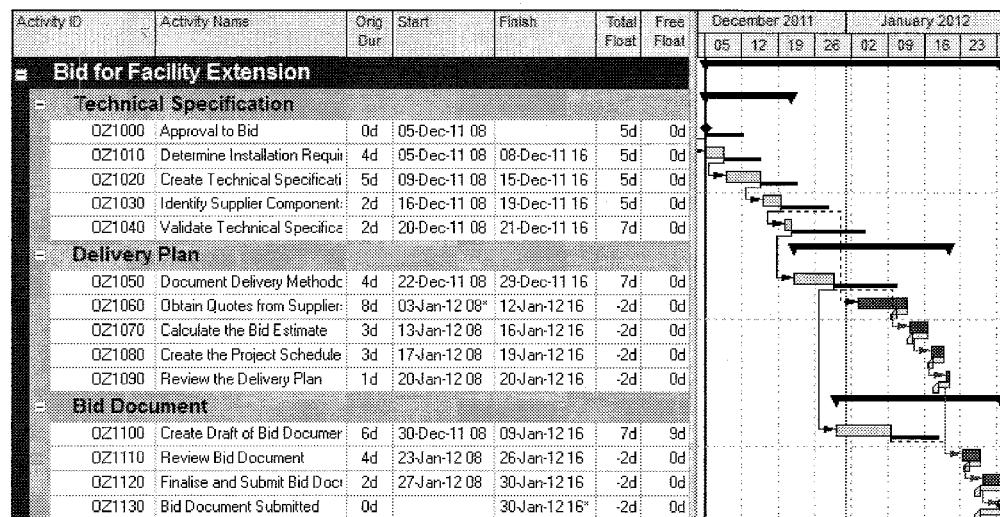 Activity ID Activity Name Orig Dur Start Finish Total Float Free Float December 2011 January 2012
05 12 19 26 02 09 16 23
Bid for Facility Extension
Technical Specification
OZ1000 Approval to Bid 0d 05-Dec-11 08 5d 0d
OZ1010 Determine Installation Requir 4d 05-Dec-11 08 08-Dec-11 16 5d 0d
OZ1020 Create Technical Specificati 5d 09-Dec-11 08 15-Dec-11 16 5d 0d
OZ1030 Identify Supplier Component: 2d 16-Dec-11 08 19-Dec-11 16 5d 0d
OZ1040 Validate Technical Specifica 2d 20-Dec-11 08 21-Dec-11 16 7d 0d
Delivery Plan
OZ1050 Document Delivery Methodc 4d 22-Dec-11 08 29-Dec-11 16 7d 0d
OZ1060 Obtain Quotes from Supplier: 8d 03-Jan-12 08* 12-Jan-12 16 -2d 0d
OZ1070 Calculate the Bid Estimate 3d 13-Jan-12 08 16-Jan-12 16 -2d 0d
OZ1080 Create the Project Schedule 3d 17-Jan-12 08 19-Jan-12 16 -2d 0d
OZ1090 Review the Delivery Plan 1d 20-Jan-12 08 20-Jan-12 16 -2d 0d
Bid Document
OZ1100 Create Draft of Bid Documer 6d 30-Dec-11 08 09-Jan-12 16 7d 9d
OZ1110 Review Bid Document 4d 23-Jan-12 08 26-Jan-12 16 -2d 0d
OZ1120 Finalise and Submit Bid Docu 2d 27-Jan-12 08 30-Jan-12 16 -2d 0d
OZ1130 Bid Document Submitted 0d 30-Jan-12 16* -2d 0d